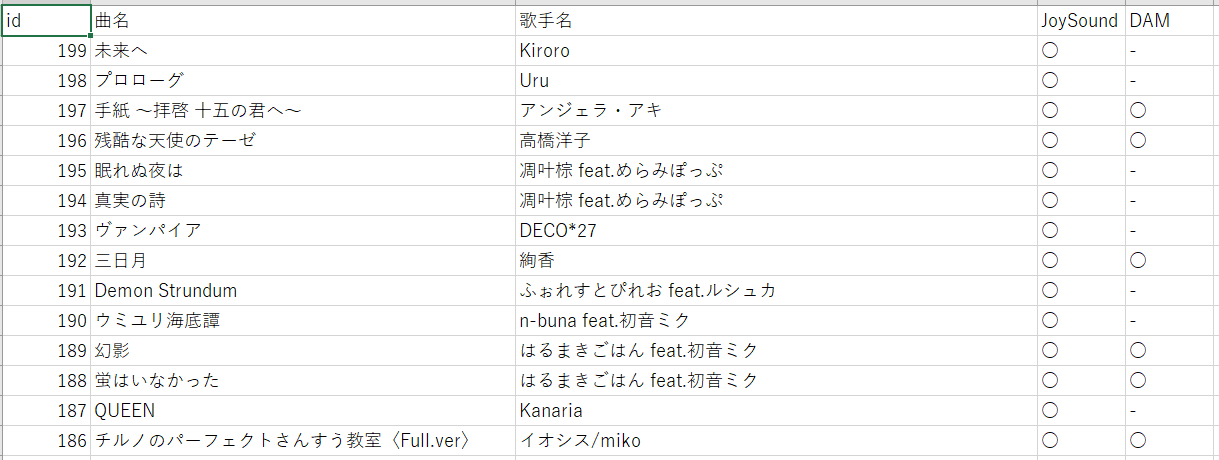 id 曲名 歌手名 JoySound DAM
199 未来へ Kiroro ○ -
198 プロローグ Uru ○ -
197 手紙 ～拝啓 十五の君へ～ アンジェラ・アキ ○ ○
196 残酷な天使のテーゼ 高橋洋子 ○ ○
195 眠れぬ夜は 凋叶棕 feat.めらみぽっぷ ○ -
194 真実の詩 凋叶棕 feat.めらみぽっぷ ○ -
193 ヴァンパイア DECO*27 ○ -
192 三日月 絢香 ○ ○
191 Demon Strundum ふぉれすとぴれお feat.ルシュカ ○ -
190 ウミユリ海底譚 n-buna feat.初音ミク ○ -
189 幻影 はるまきごはん feat.初音ミク ○ ○
188 蛍はいなかった はるまきごはん feat.初音ミク ○ ○
187 QUEEN Kanaria ○ -
186 チルノのパーフェクトさんすう教室〈Full.ver〉 イオシス/miko ○ ○